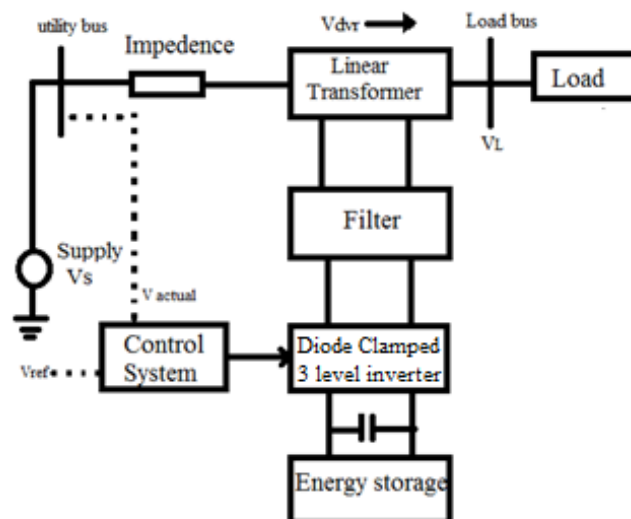 utility bus
Impedence
Vdvr
Load bus
Linear
Transformer
Load
VL
Filter
Supply
Vs
V actual
Control
System
Vref
Diode Clamped
3 level inverter
Energy storage